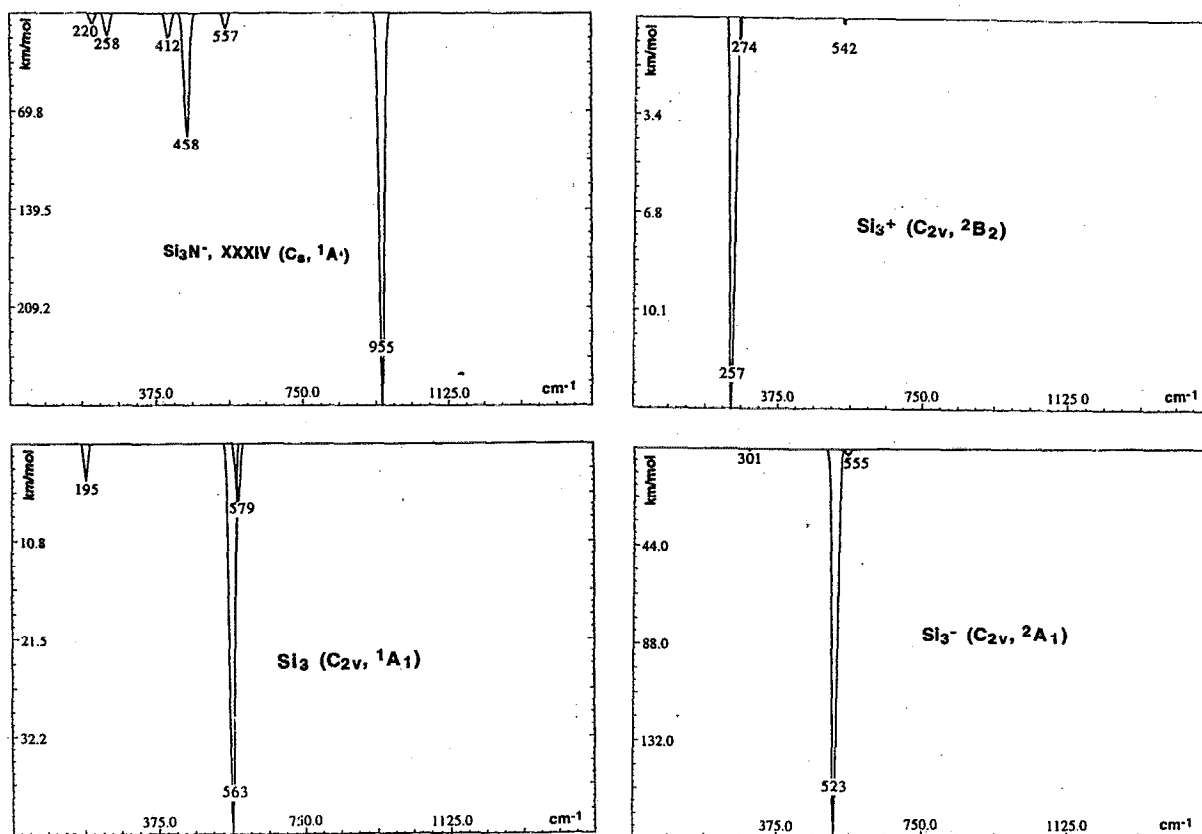 km/mol
220
258
412
557
69.8
458
139.5
Si₃N⁻, XXXIV (Cₛ, ¹A')
209.2
955
375.0 750.0 1125.0 cm⁻¹
km/mol
274
542
3.4
6.8
Si₃⁺ (C₂ᵥ, ²B₂)
10.1
257
375.0 750.0 1125.0
km/mol
195
579
10.8
21.5
Si₃ (C₂ᵥ, ¹A₁)
32.2
563
375.0 750.0 1125.0 cm⁻¹
km/mol
301
555
44.0
Si₃⁻ (C₂ᵥ, ²A₁)
88.0
132.0
523
375.0 750.0 1125.0